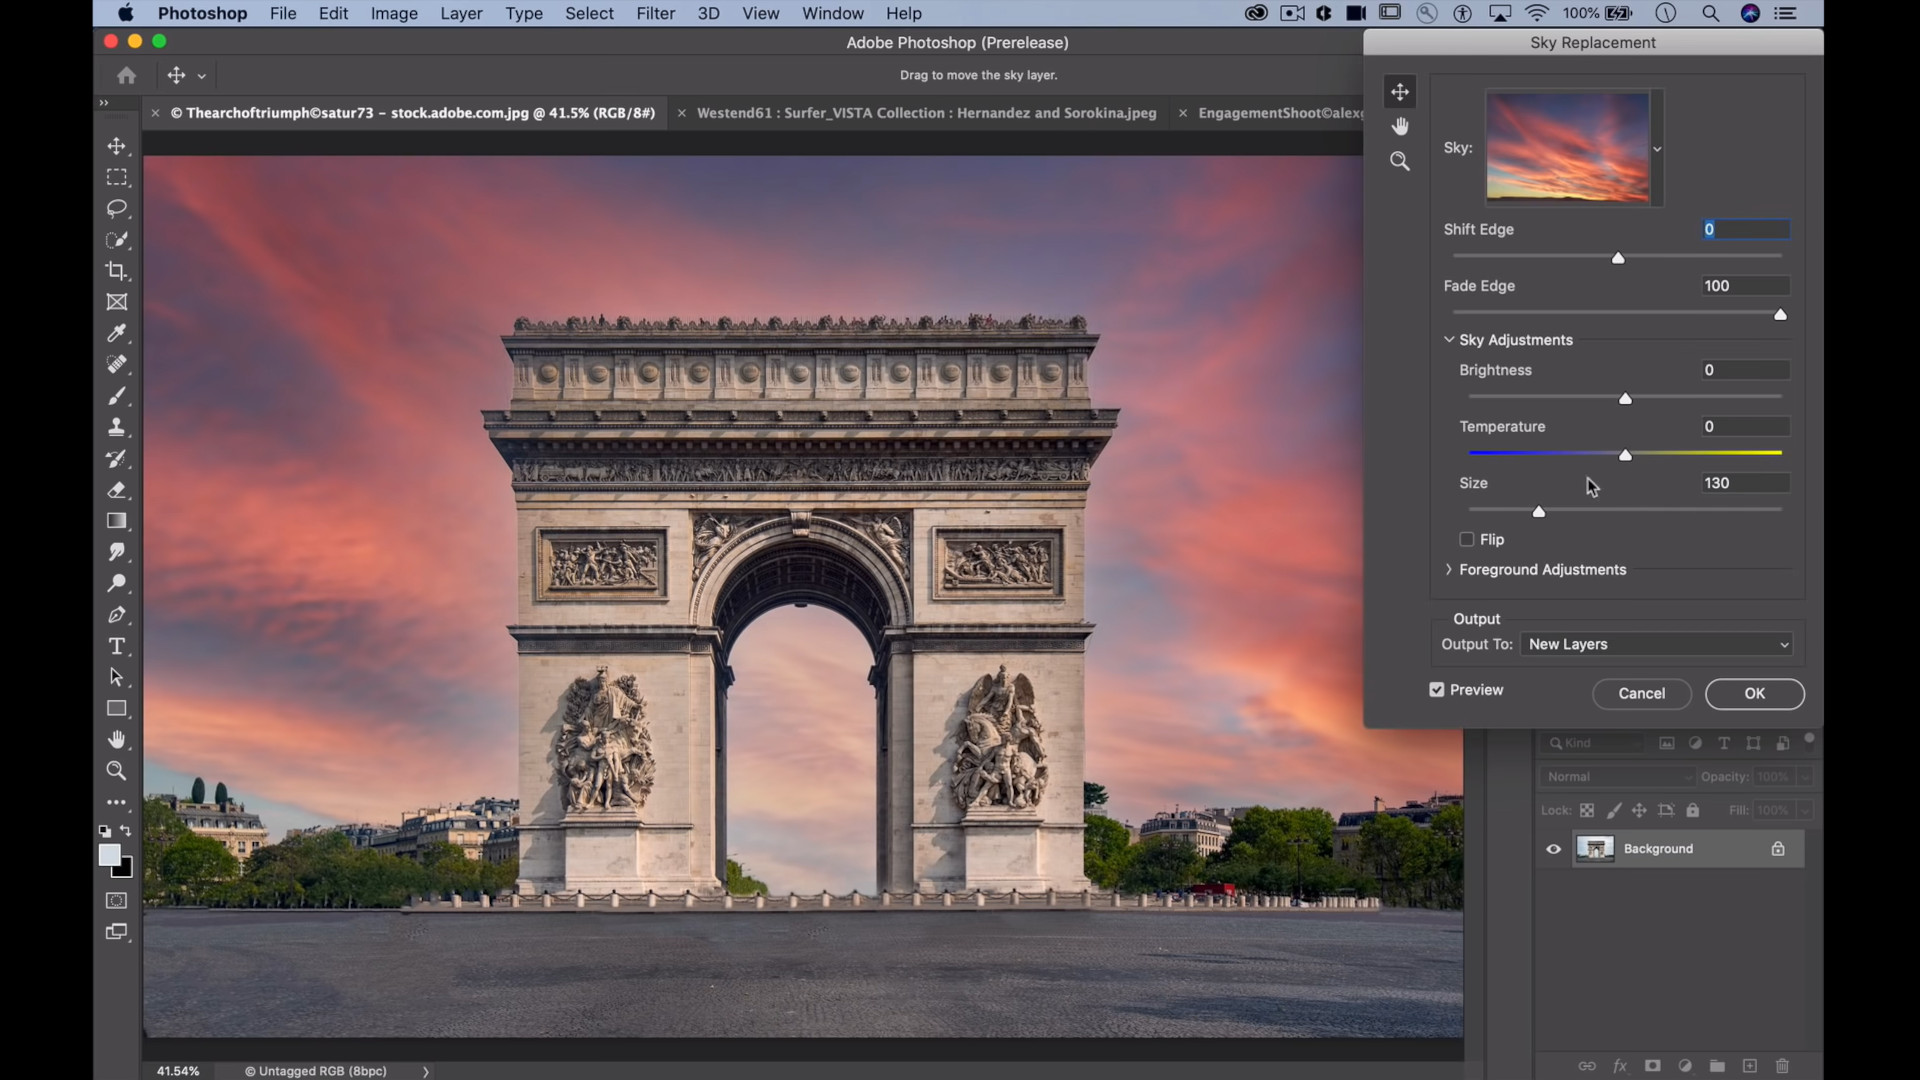 Photoshop File Edit Image Layer Type Select Filter 3D View Window Help 100%
Adobe Photoshop (Prerelease)
Sky Replacement
Drag to move the sky layer.
© Thearchoftriumph©satur73 – stock.adobe.com.jpg @ 41.5% (RGB/8#)
Westend61 : Surfer_VISTA Collection : Hernandez and Sorokina.jpeg
EngagementShoot©alexg
Sky:
Shift Edge 0
Fade Edge 100
Sky Adjustments
Brightness 0
Temperature 0
Size 130
Flip
Foreground Adjustments
Output
Output To: New Layers
Preview Cancel OK
Kind
Normal Opacity: 100%
Lock: Fill: 100%
Background
41.54% © Untagged RGB (8bpc)